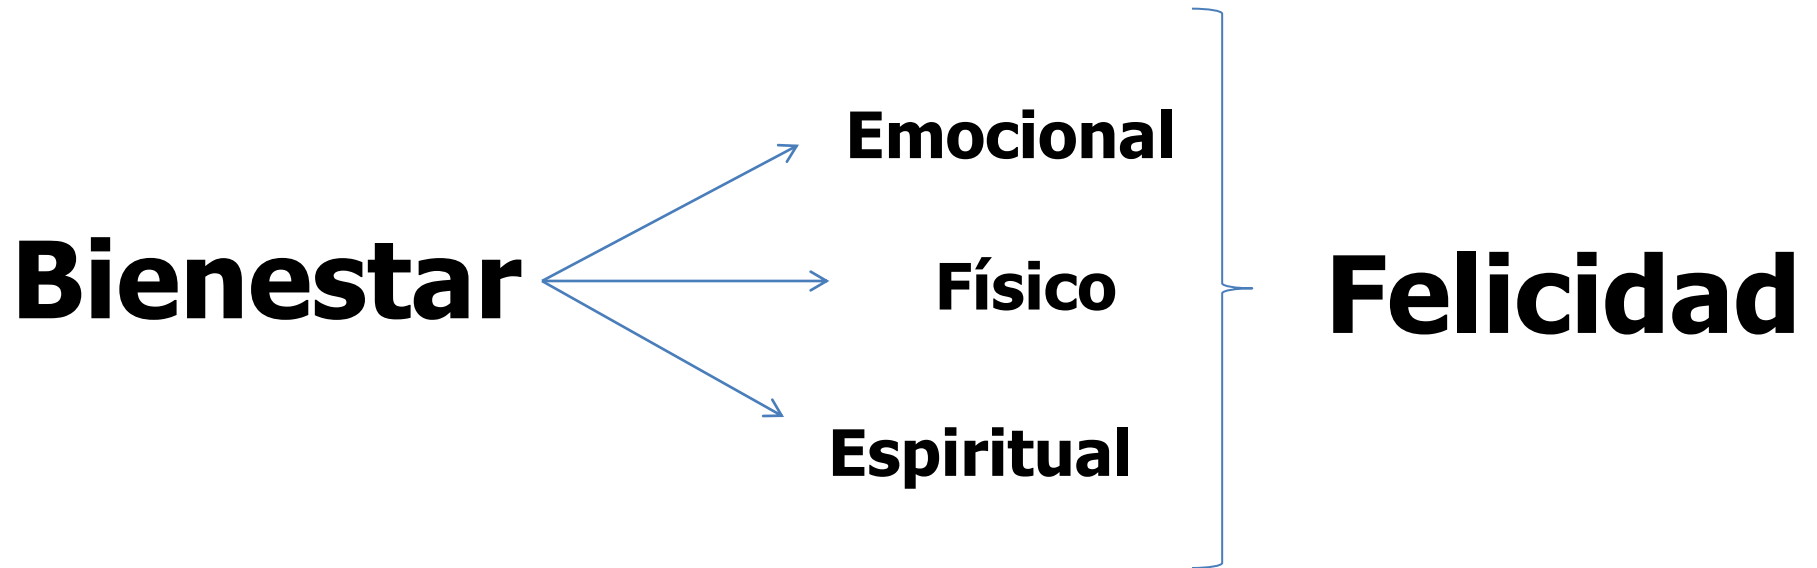 Bienestar
Emocional
Físico
Espiritual
Felicidad